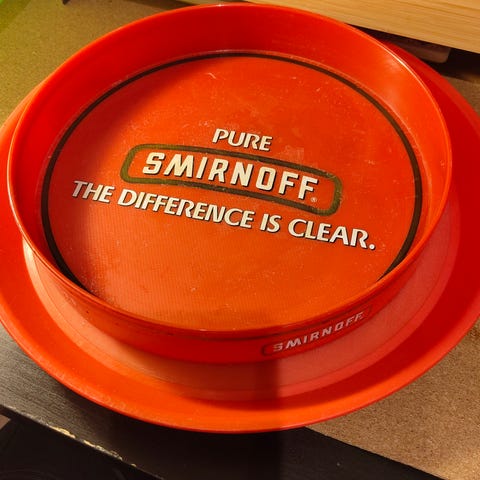 PURE
SMIRNOFF®
THE DIFFERENCE IS CLEAR.
SMIRNOFF